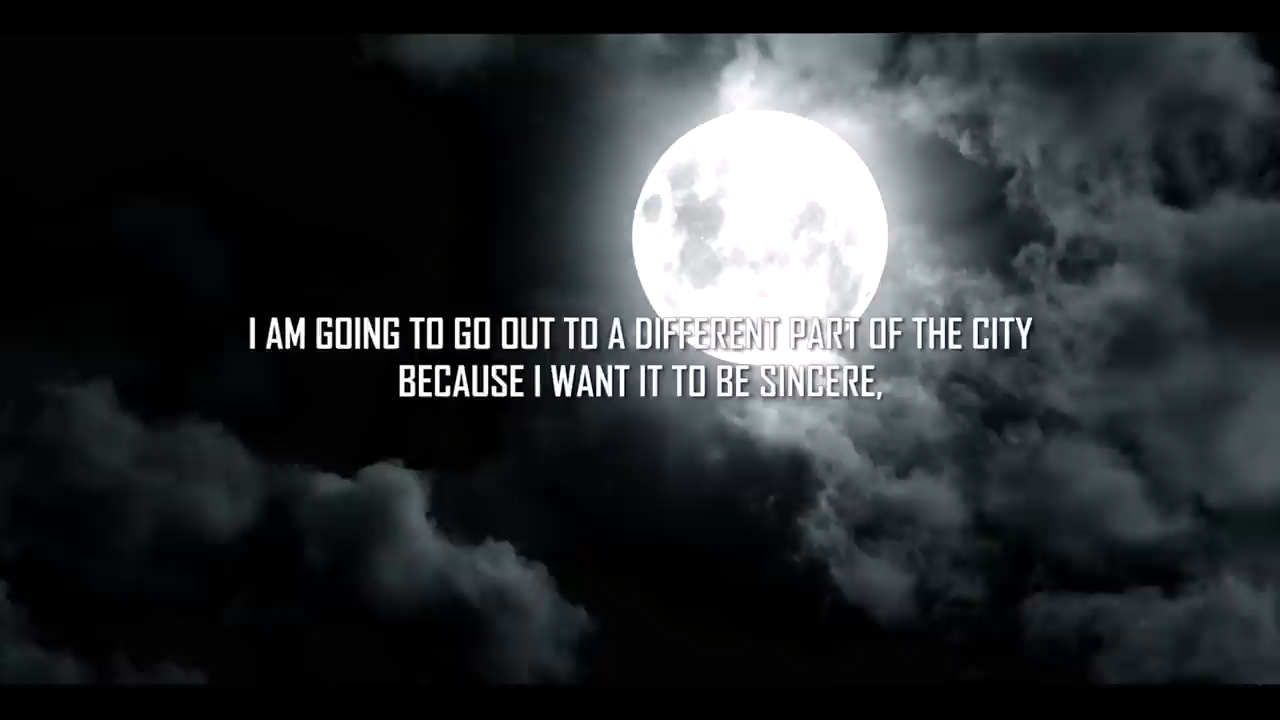 I AM GOING TO GO OUT TO A DIFFERENT PART OF THE CITY
BECAUSE I WANT IT TO BE SINCERE,